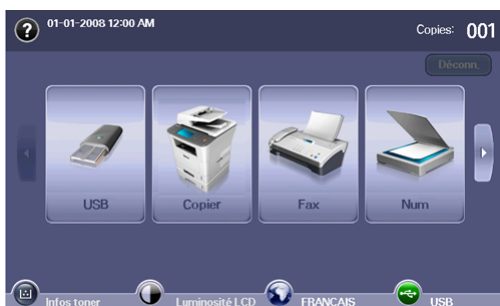 ?
01-01-2008 12:00 AM
Copies: 001
Déconn.
USB
Copier
Fax
Num
Infos toner
Luminosité LCD
FRANCAIS
USB